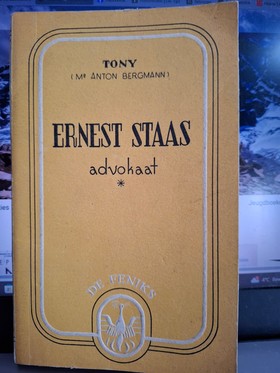 TONY
(Mr ANTON BERGMANN)
ERNEST STAAS
advokaat
*
DE FENIKS